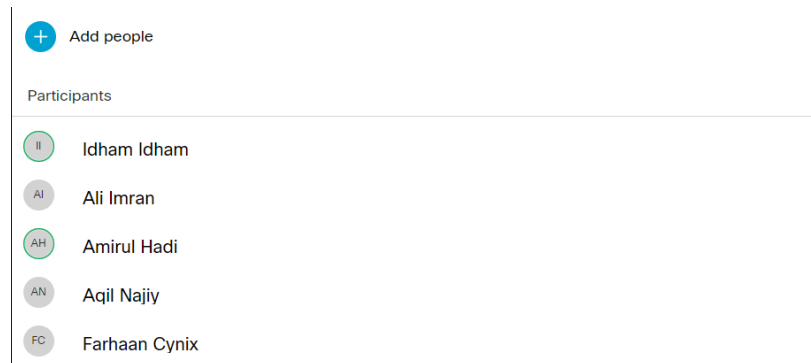 Add people
Participants
II
Idham Idham
AI
Ali Imran
AH
Amirul Hadi
AN
Aqil Najiy
FC
Farhaan Cynix